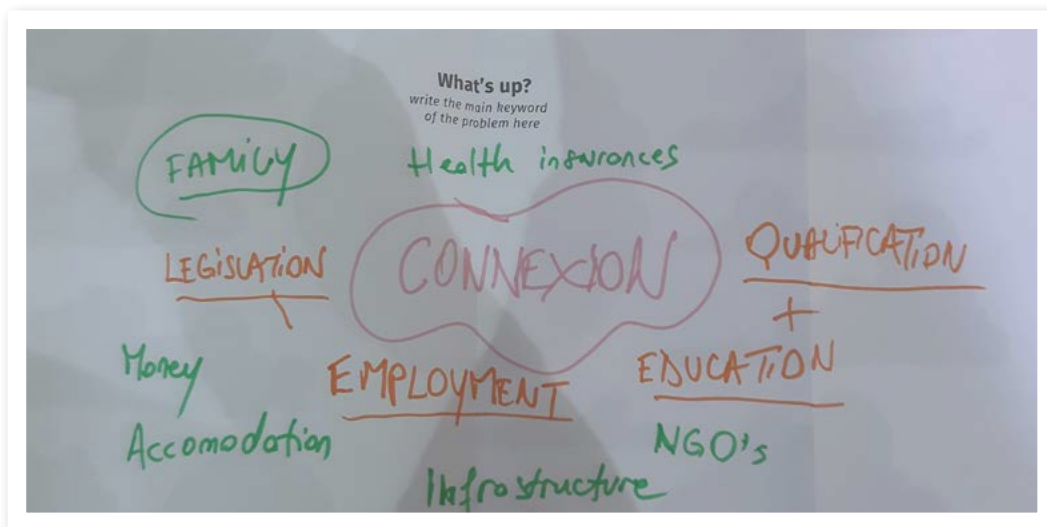 What's up?
write the main keyword
of the problem here
FAMILY
Health insurances
LEGISLATION
CONNEXION
QUALIFICATION
+
EDUCATION
EMPLOYMENT
Money
Accomodation
NGO's
Infrastructure